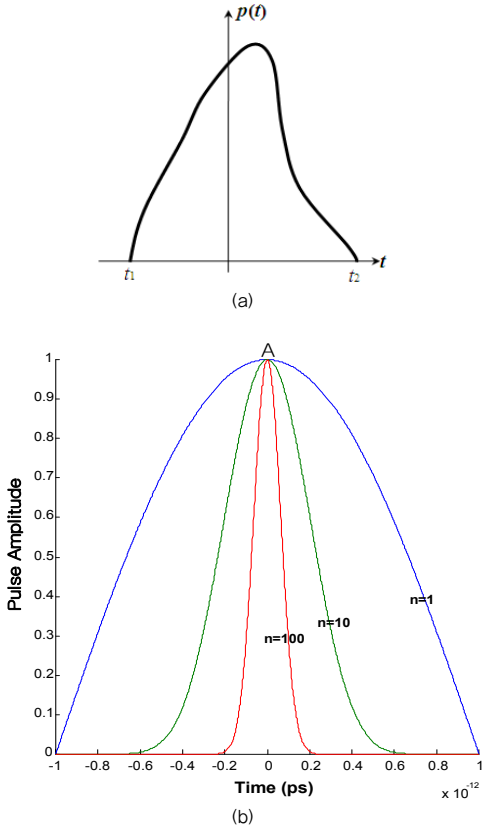 p(t)
t1 t2 t
(a)
A
1
0.9
0.8
0.7
0.6
0.5
0.4
0.3
0.2
0.1
0
Pulse Amplitude
n=1
n=10
n=100
-1 -0.8 -0.6 -0.4 -0.2 0 0.2 0.4 0.6 0.8 1
Time (ps)
x 10-12
(b)